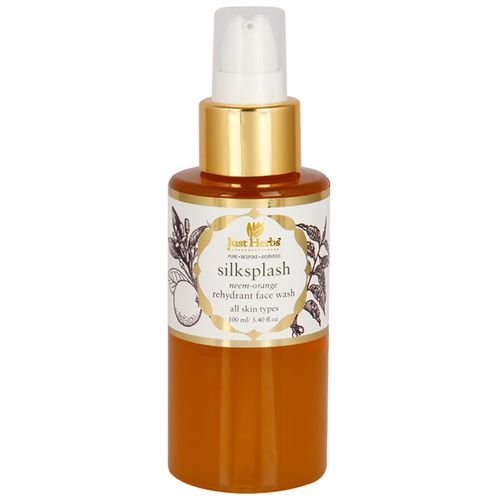 Just Herbs
PURE • BESPOKE • AYURVEDIC
silksplash
neem-orange
rehydrant face wash
all skin types
100 ml/ 3.40 fl.oz